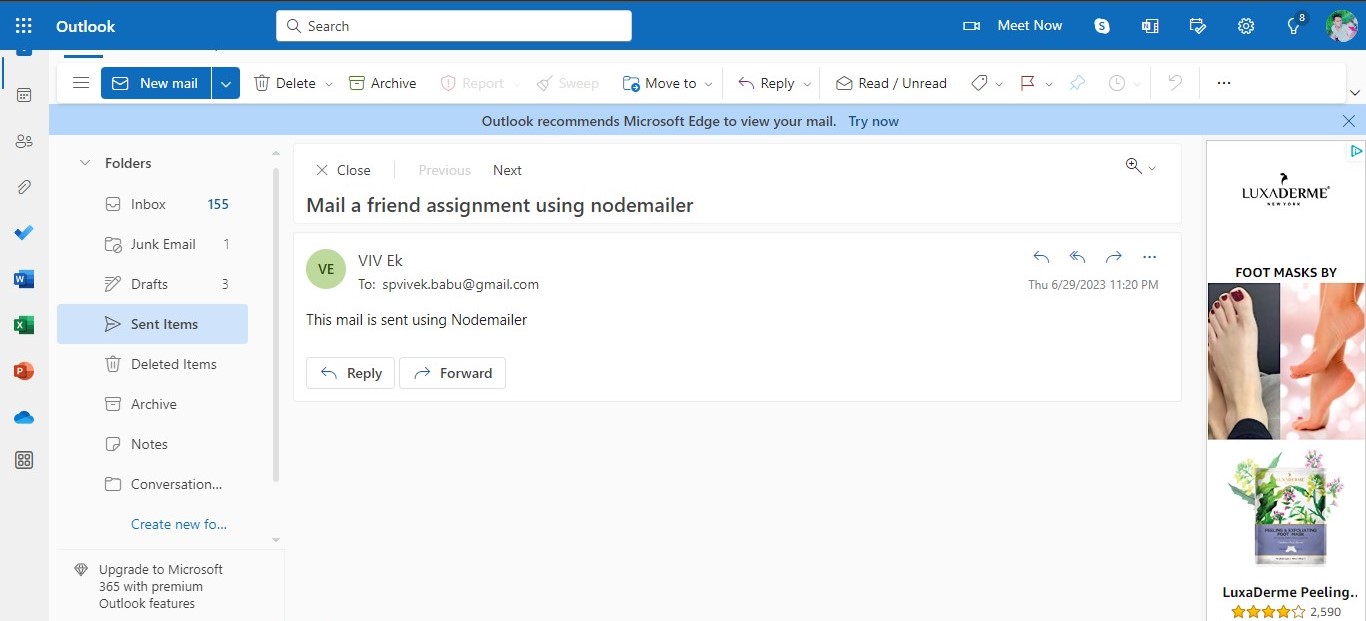 Outlook
Search
Meet Now
8
New mail
Delete
Archive
Report
Sweep
Move to
Reply
Read / Unread
Outlook recommends Microsoft Edge to view your mail. Try now
Folders
Inbox 155
Junk Email 1
Drafts 3
Sent Items
Deleted Items
Archive
Notes
Conversation...
Create new fo...
Upgrade to Microsoft
365 with premium
Outlook features
Close
Previous
Next
Mail a friend assignment using nodemailer
VE
VIV Ek
To: spvivek.babu@gmail.com
Thu 6/29/2023 11:20 PM
This mail is sent using Nodemailer
Reply
Forward
LUXADERME
NEW YORK
FOOT MASKS BY
PEELING & EXFOLIATING
FOOT MASK
LuxaDerme Peeling..
2,590